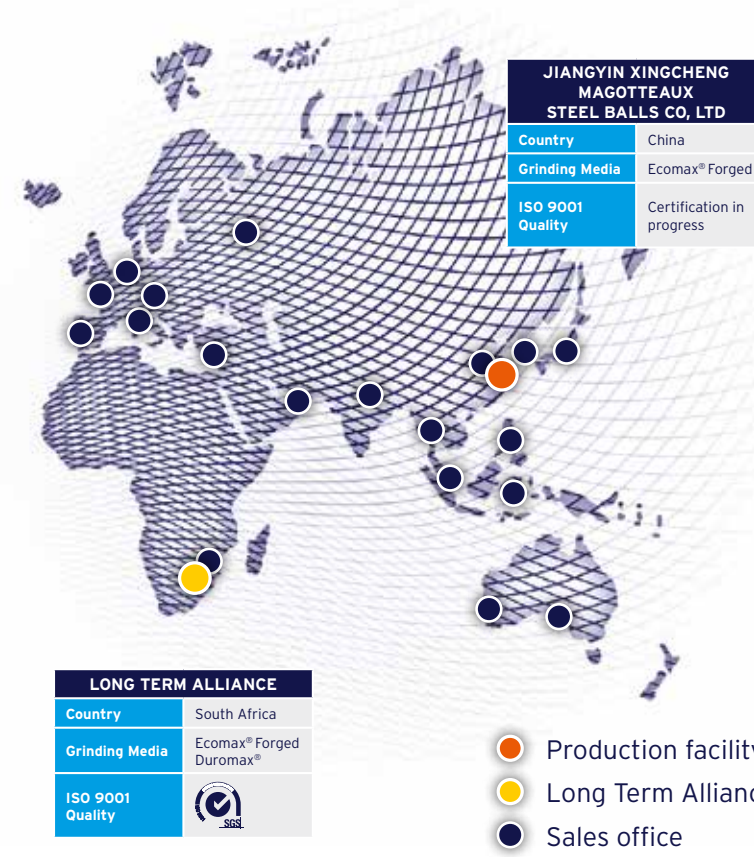 JIANGYIN XINGCHENG
MAGOTTEAUX
STEEL BALLS CO, LTD
Country China
Grinding Media Ecomax® Forged
ISO 9001
Quality
Certification in
progress
LONG TERM ALLIANCE
Country South Africa
Grinding Media
Ecomax® Forged
Duromax®
ISO 9001
Quality
SGS
Production facility
Long Term Allianc
Sales office